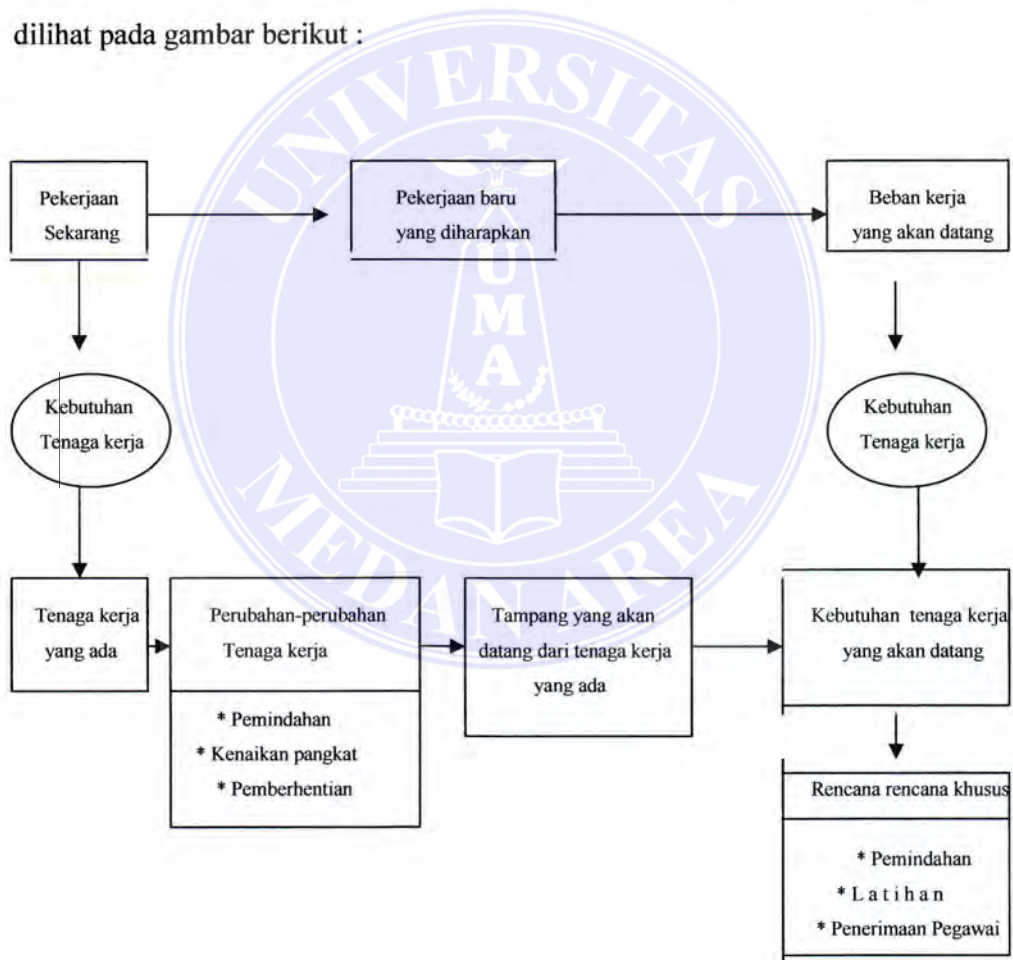 dilihat pada gambar berikut :
UNIVERSITAS
Pekerjaan
Sekarang
Pekerjaan baru
yang diharapkan
Beban kerja
yang akan datang
UMA
Kebutuhan
Tenaga kerja
Kebutuhan
Tenaga kerja
MEDAN AREA
Tenaga kerja
yang ada
Perubahan-perubahan
Tenaga kerja
* Pemindahan
* Kenaikan pangkat
* Pemberhentian
Tampang yang akan
datang dari tenaga kerja
yang ada
Kebutuhan tenaga kerja
yang akan datang
Rencana rencana khusus
* Pemindahan
* L a t i h a n
* Penerimaan Pegawai